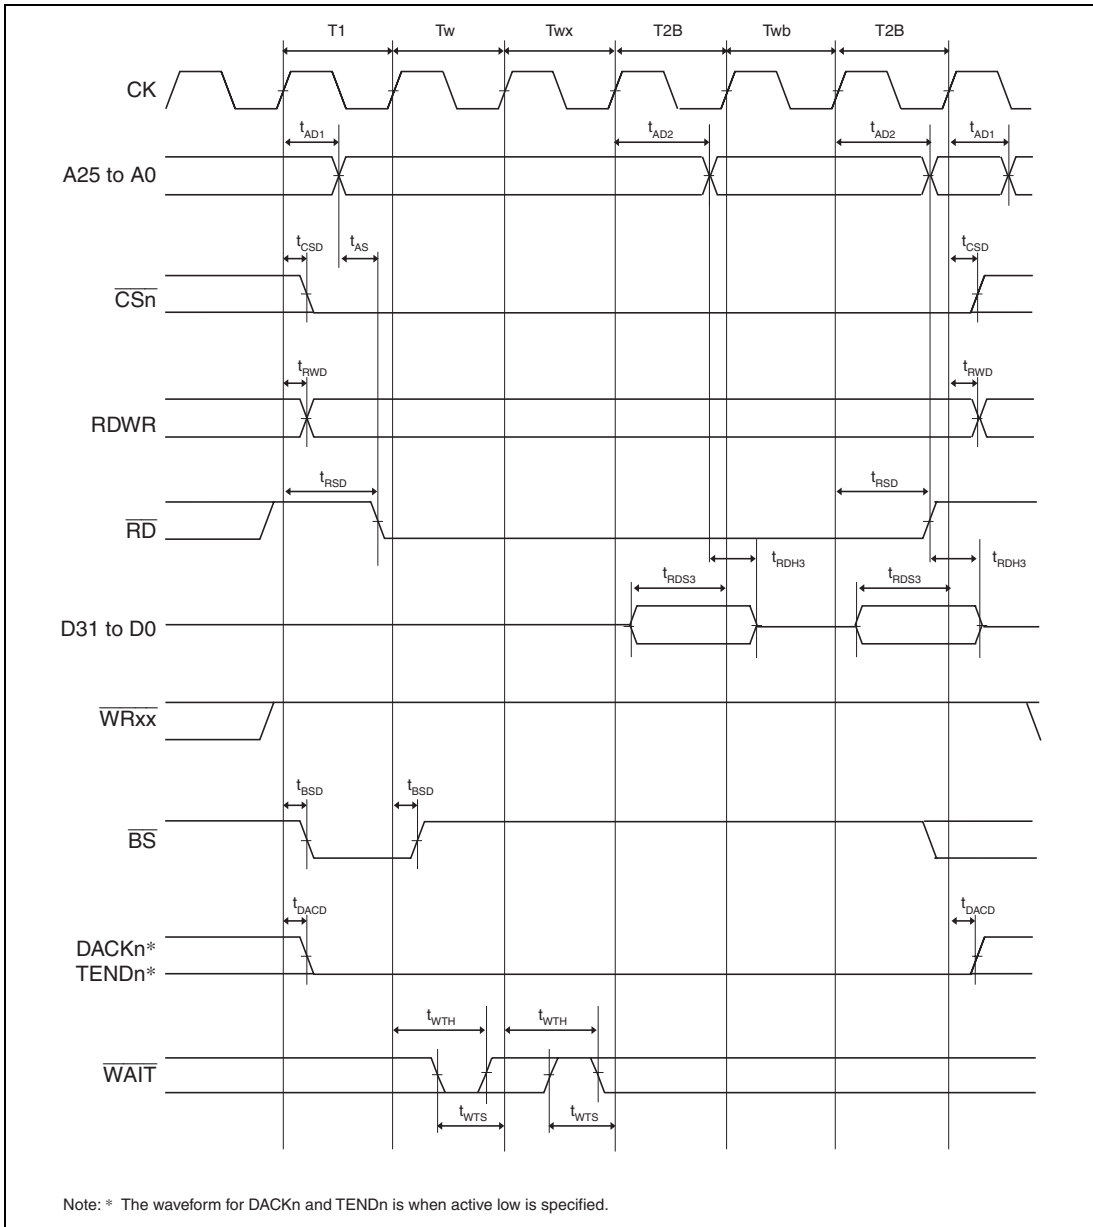 T1 Tw Twx T2B Twb T2B
CK
tAD1 tAD2 tAD2 tAD1
A25 to A0
tCSD tAS tCSD
CSn
tRWD tRWD
RDWR
tRSD tRSD
RD
tRDH3 tRDH3
tRDS3 tRDS3
D31 to D0
WRxx
tBSD tBSD
BS
tDACD tDACD
DACKn*
TENDn*
tWTH tWTH
WAIT
tWTS tWTS
Note: * The waveform for DACKn and TENDn is when active low is specified.